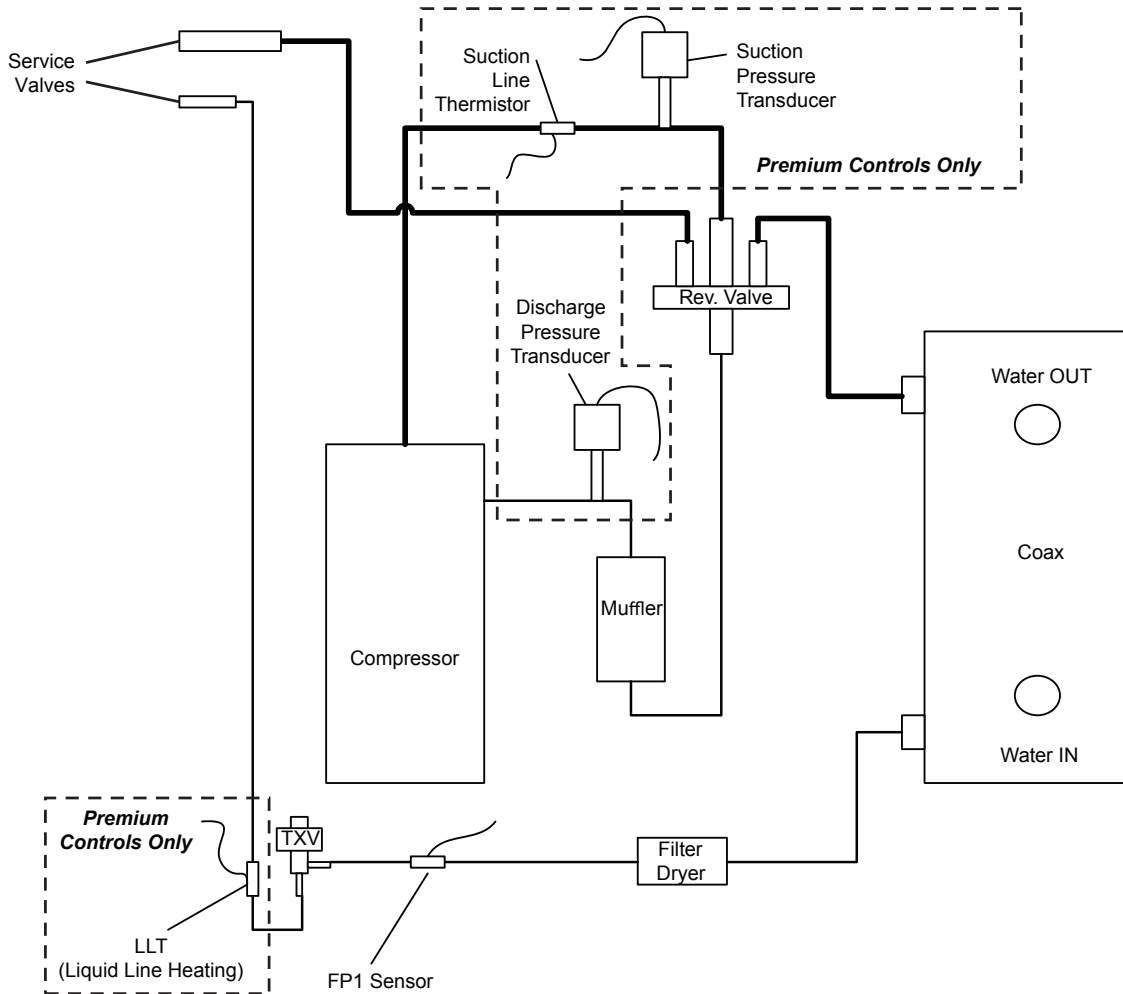 Service
Valves
Suction
Line
Thermistor
Suction
Pressure
Transducer
Premium Controls Only
Rev. Valve
Discharge
Pressure
Transducer
Water OUT
Coax
Water IN
Muffler
Compressor
Premium
Controls Only
TXV
Filter
Dryer
LLT
(Liquid Line Heating)
FP1 Sensor